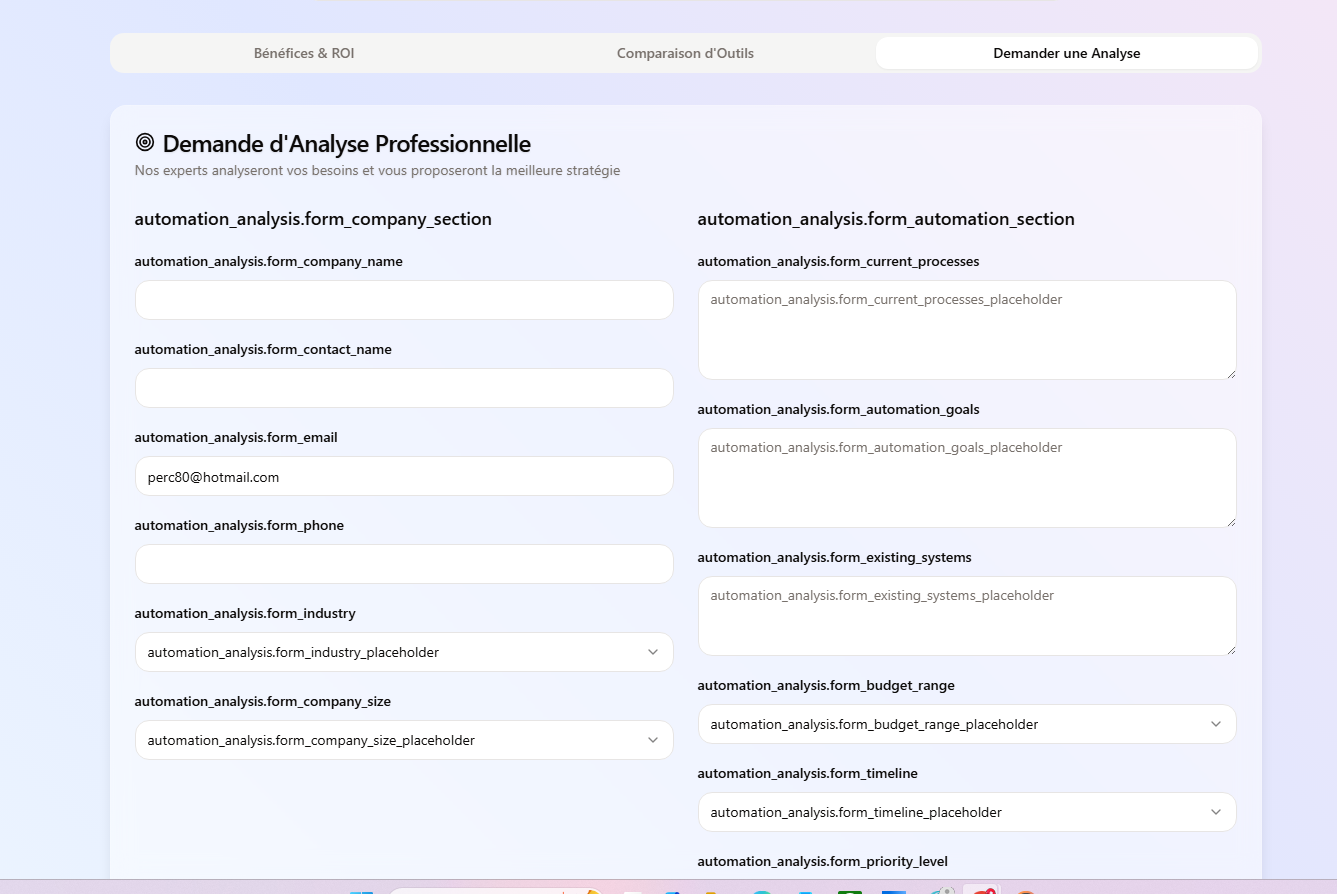 Bénéfices & ROI
Comparaison d'Outils
Demander une Analyse
Demande d'Analyse Professionnelle
Nos experts analyseront vos besoins et vous proposeront la meilleure stratégie
automation_analysis.form_company_section
automation_analysis.form_company_name
automation_analysis.form_contact_name
automation_analysis.form_email
perc80@hotmail.com
automation_analysis.form_phone
automation_analysis.form_industry
automation_analysis.form_industry_placeholder
automation_analysis.form_company_size
automation_analysis.form_company_size_placeholder
automation_analysis.form_automation_section
automation_analysis.form_current_processes
automation_analysis.form_current_processes_placeholder
automation_analysis.form_automation_goals
automation_analysis.form_automation_goals_placeholder
automation_analysis.form_existing_systems
automation_analysis.form_existing_systems_placeholder
automation_analysis.form_budget_range
automation_analysis.form_budget_range_placeholder
automation_analysis.form_timeline
automation_analysis.form_timeline_placeholder
automation_analysis.form_priority_level